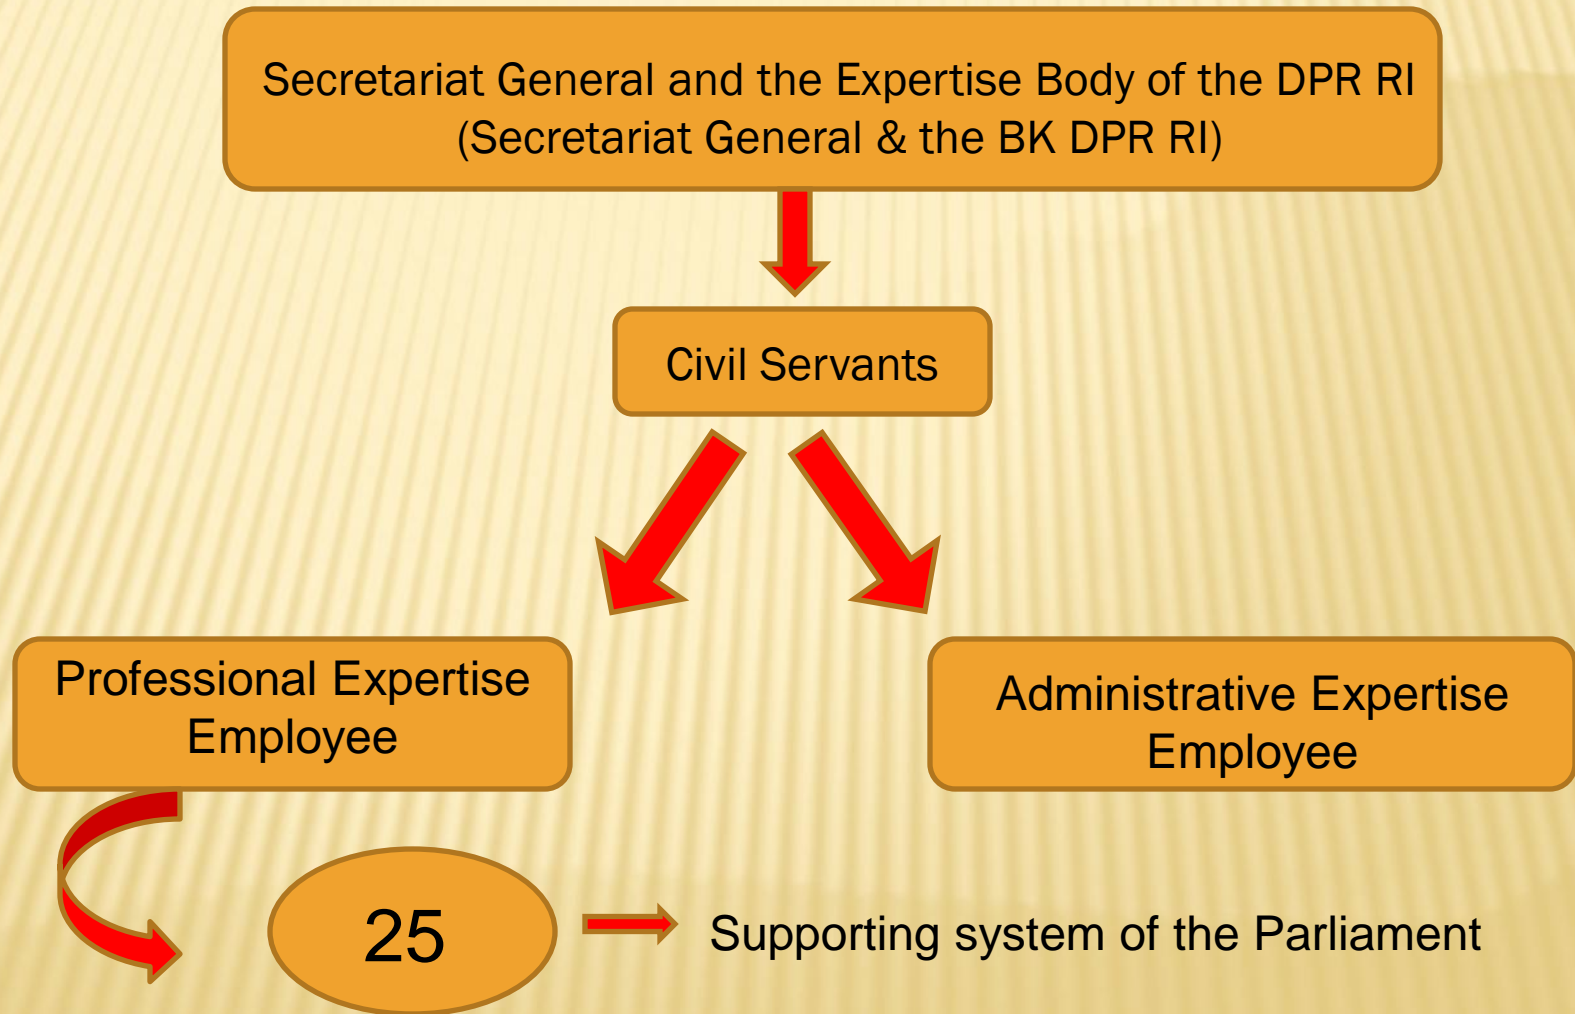 Secretariat General and the Expertise Body of the DPR RI
(Secretariat General & the BK DPR RI)
Civil Servants
Professional Expertise
Employee
Administrative Expertise
Employee
25
Supporting system of the Parliament